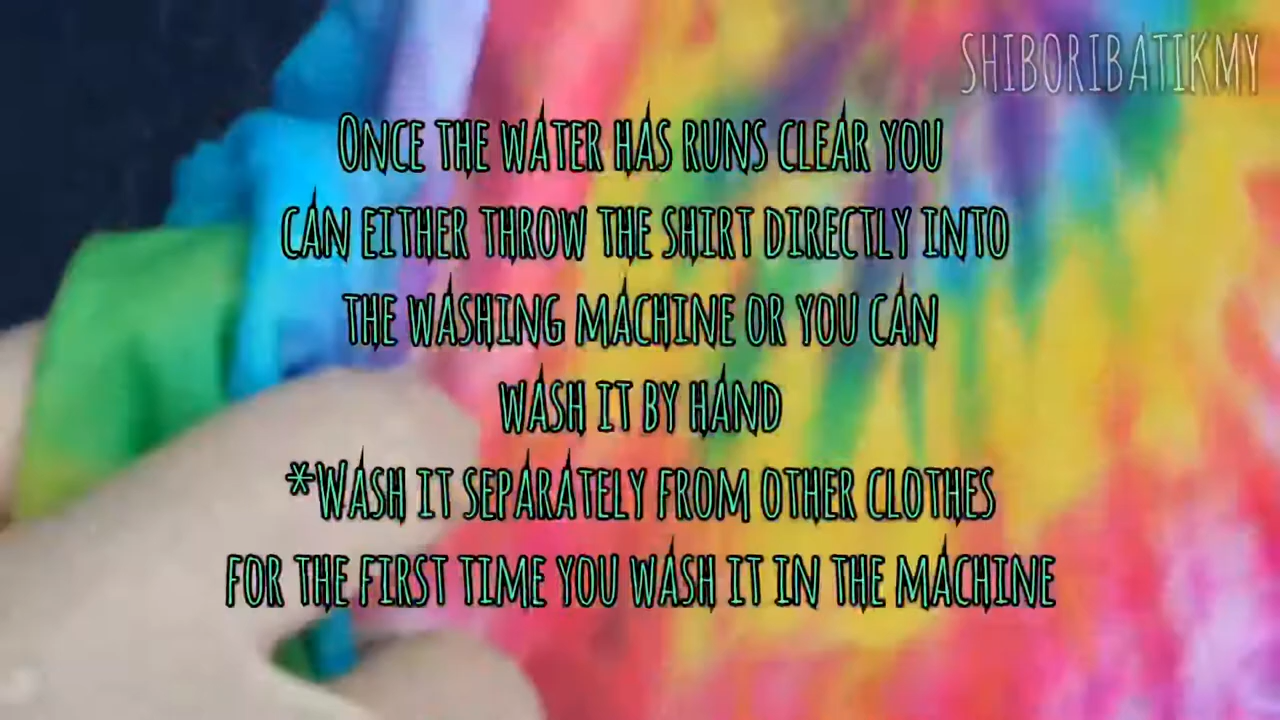 SHIBORIBATIKMY
ONCE THE WATER HAS RUNS CLEAR YOU
CAN EITHER THROW THE SHIRT DIRECTLY INTO
THE WASHING MACHINE OR YOU CAN
WASH IT BY HAND
*WASH IT SEPARATELY FROM OTHER CLOTHES
FOR THE FIRST TIME YOU WASH IT IN THE MACHINE